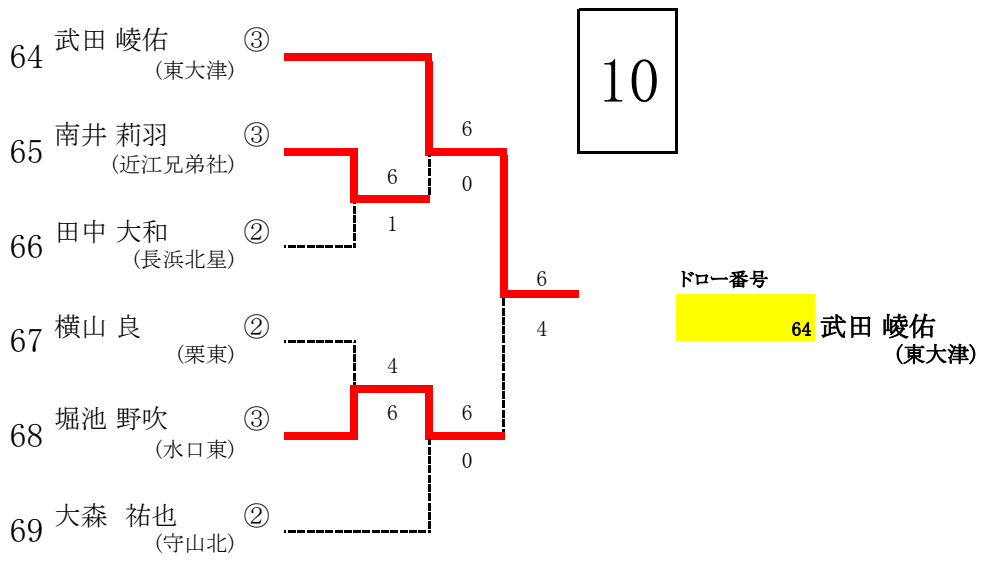 10
64 武田 崚佑 ③
(東大津)
65 南井 莉羽 ③
(近江兄弟社)
66 田中 大和 ②
(長浜北星)
67 横山 良 ②
(栗東)
68 堀池 野吹 ③
(水口東)
69 大森 祐也 ②
(守山北)
6
1
4
6
6
0
6
0
6
4
ドロー番号
64 武田 崚佑
(東大津)